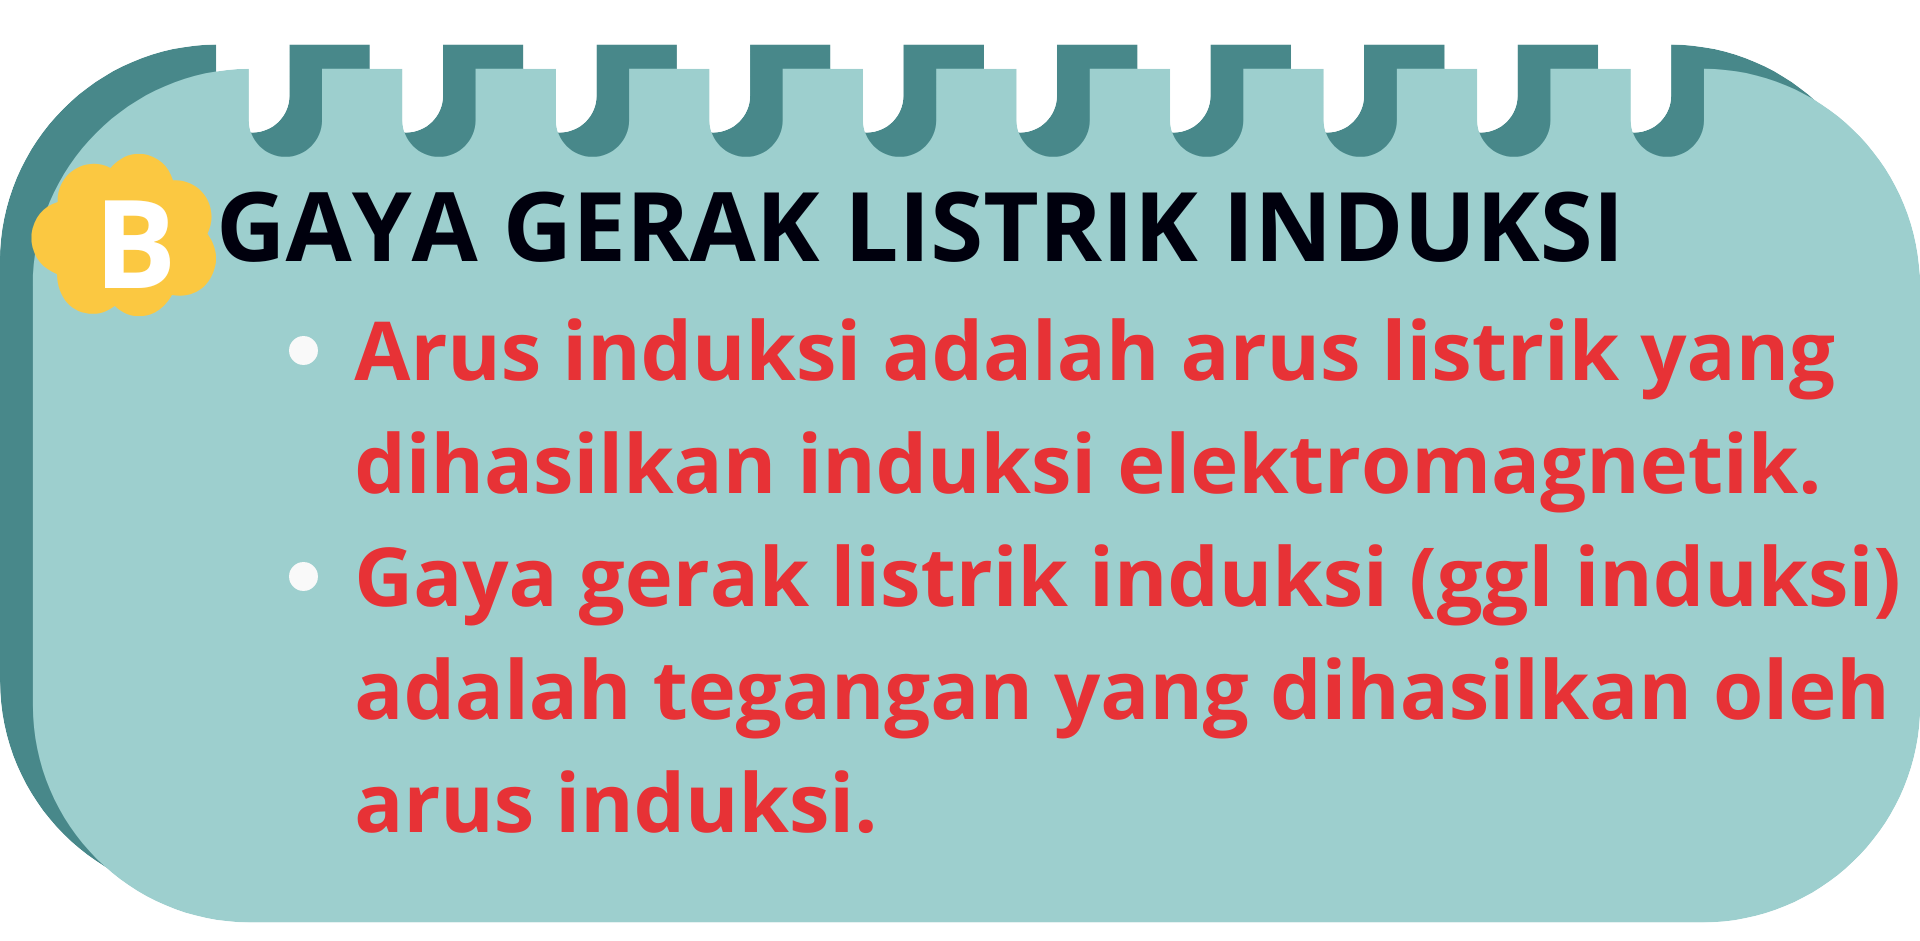 B GAYA GERAK LISTRIK INDUKSI
• Arus induksi adalah arus listrik yang
dihasilkan induksi elektromagnetik.
• Gaya gerak listrik induksi (ggl induksi)
adalah tegangan yang dihasilkan oleh
arus induksi.